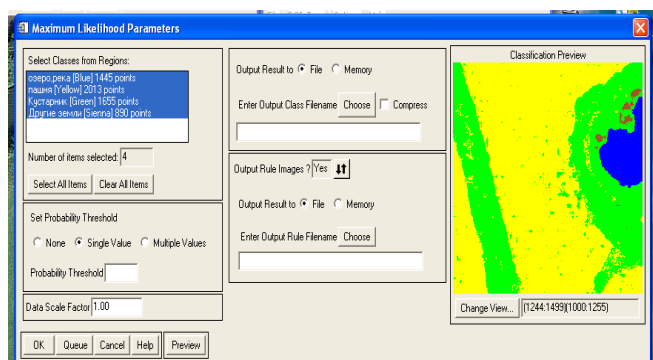 Maximum Likelihood Parameters
Select Classes from Regions:
озеро,река [Blue] 1445 points
пашня [Yellow] 2013 points
Кустарник [Green] 1655 points
Другие земли [Sienna] 890 points
Number of items selected: 4
Select All Items Clear All Items
Set Probability Threshold
None Single Value Multiple Values
Probability Threshold
Data Scale Factor 1.00
OK Queue Cancel Help Preview
Output Result to File Memory
Enter Output Class Filename Choose Compress
Output Rule Images ? Yes
Output Result to File Memory
Enter Output Rule Filename Choose
Classification Preview
Change View... (1244:1499)(1000:1255)